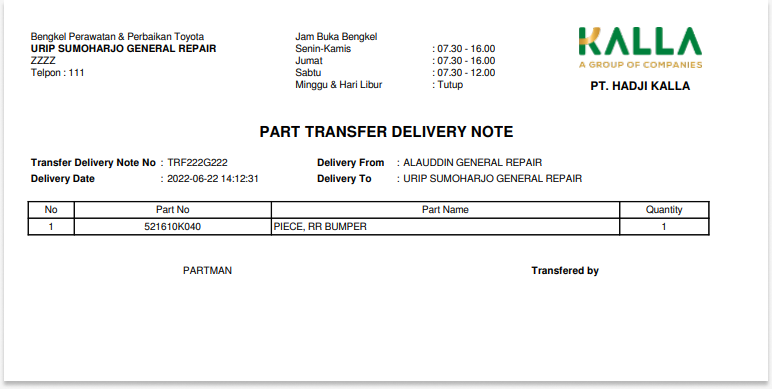 Bengkel Perawatan & Perbaikan Toyota
URIP SUMOHARJO GENERAL REPAIR
ZZZZ
Telpon : 111
Jam Buka Bengkel
Senin-Kamis : 07.30 - 16.00
Jumat : 07.30 - 16.00
Sabtu : 07.30 - 12.00
Minggu & Hari Libur : Tutup
KALLA
A GROUP OF COMPANIES
PT. HADJI KALLA
PART TRANSFER DELIVERY NOTE
Transfer Delivery Note No : TRF222G222 Delivery From : ALAUDDIN GENERAL REPAIR
Delivery Date : 2022-06-22 14:12:31 Delivery To : URIP SUMOHARJO GENERAL REPAIR
No Part No Part Name Quantity
1 521610K040 PIECE, RR BUMPER 1
PARTMAN Transfered by